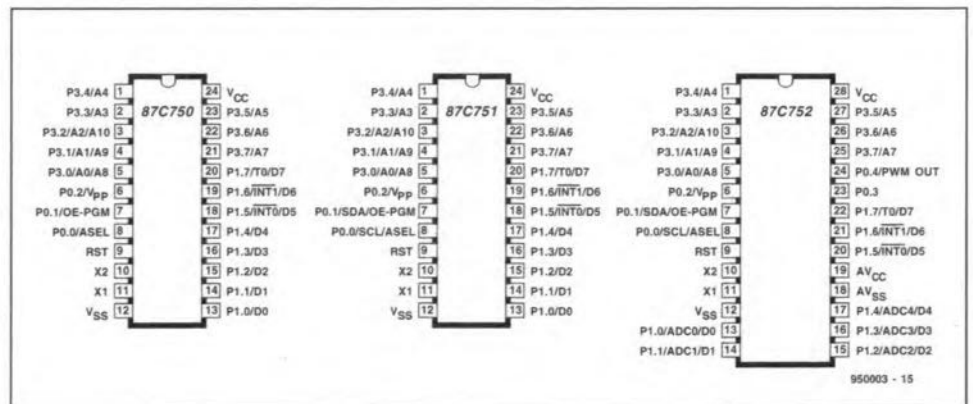 87C750
P3.4/A4 1
P3.3/A3 2
P3.2/A2/A10 3
P3.1/A1/A9 4
P3.0/A0/A8 5
P0.2/VPP 6
P0.1/OE-PGM 7
P0.0/ASEL 8
RST 9
X2 10
X1 11
VSS 12
24 VCC
23 P3.5/A5
22 P3.6/A6
21 P3.7/A7
20 P1.7/T0/D7
19 P1.6/INT1/D6
18 P1.5/INT0/D5
17 P1.4/D4
16 P1.3/D3
15 P1.2/D2
14 P1.1/D1
13 P1.0/D0
87C751
P3.4/A4 1
P3.3/A3 2
P3.2/A2/A10 3
P3.1/A1/A9 4
P3.0/A0/A8 5
P0.2/VPP 6
P0.1/SDA/OE-PGM 7
P0.0/SCL/ASEL 8
RST 9
X2 10
X1 11
VSS 12
24 VCC
23 P3.5/A5
22 P3.6/A6
21 P3.7/A7
20 P1.7/T0/D7
19 P1.6/INT1/D6
18 P1.5/INT0/D5
17 P1.4/D4
16 P1.3/D3
15 P1.2/D2
14 P1.1/D1
13 P1.0/D0
87C752
P3.4/A4 1
P3.3/A3 2
P3.2/A2/A10 3
P3.1/A1/A9 4
P3.0/A0/A8 5
P0.2/VPP 6
P0.1/SDA/OE-PGM 7
P0.0/SCL/ASEL 8
RST 9
X2 10
X1 11
VSS 12
P1.0/ADC0/D0 13
P1.1/ADC1/D1 14
28 VCC
27 P3.5/A5
26 P3.6/A6
25 P3.7/A7
24 P0.4/PWM OUT
23 P0.3
22 P1.7/T0/D7
21 P1.6/INT1/D6
20 P1.5/INT0/D5
19 AVCC
18 AVSS
17 P1.4/ADC4/D4
16 P1.3/ADC3/D3
15 P1.2/ADC2/D2
950003 - 15